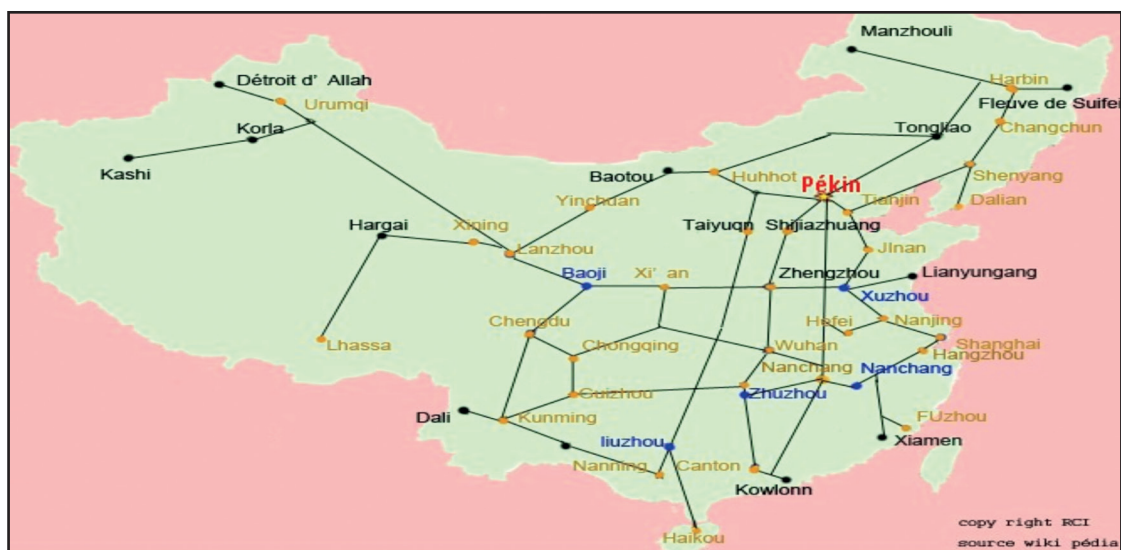 Manzhouli
Détroit d' Allah
Harbin
Urumqi
Fleuve de Suifei
Korla
Tongliao
Changchun
Kashi
Baotou
Huhhot
Pékin
Shenyang
Yinchdan
Tianjin
Dalian
Hargai
Xining
Taiyuqn
Shijiazhuang
Lanzhou
JInan
Baoji
Xi' an
Zhengzhou
Lianyungang
Xuzhou
Chengdu
Hefei
Nanjing
Lhassa
Chongqing
Wuhan
Shanghai
Hangzhou
Nanchang
Nanchang
Guizhou
Zhuzhou
Dali
Kunming
FUzhou
liuzhou
Xiamen
Nanning
Canton
Kowlonn
Haikou
copy right RCI
source wiki pédia